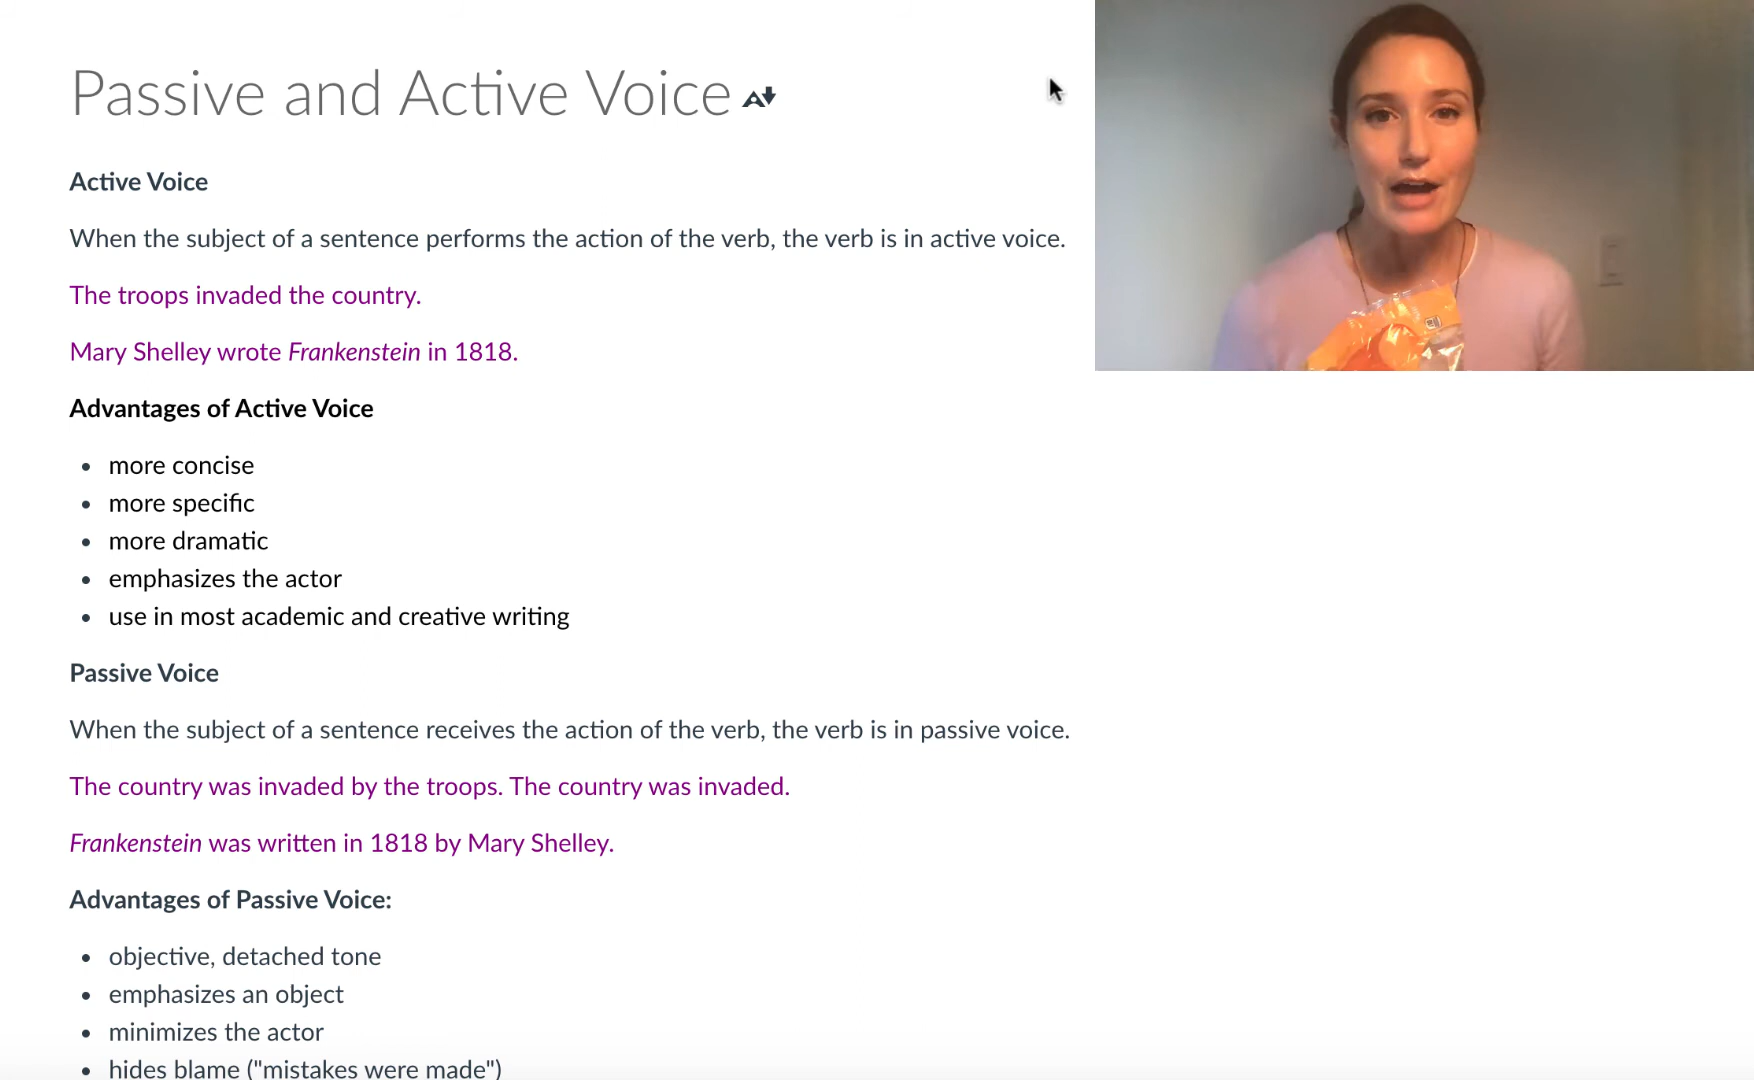 Passive and Active Voice
Active Voice
When the subject of a sentence performs the action of the verb, the verb is in active voice.
The troops invaded the country.
Mary Shelley wrote Frankenstein in 1818.
Advantages of Active Voice
• more concise
• more specific
• more dramatic
• emphasizes the actor
• use in most academic and creative writing
Passive Voice
When the subject of a sentence receives the action of the verb, the verb is in passive voice.
The country was invaded by the troops. The country was invaded.
Frankenstein was written in 1818 by Mary Shelley.
Advantages of Passive Voice:
• objective, detached tone
• emphasizes an object
• minimizes the actor
• hides blame ("mistakes were made")